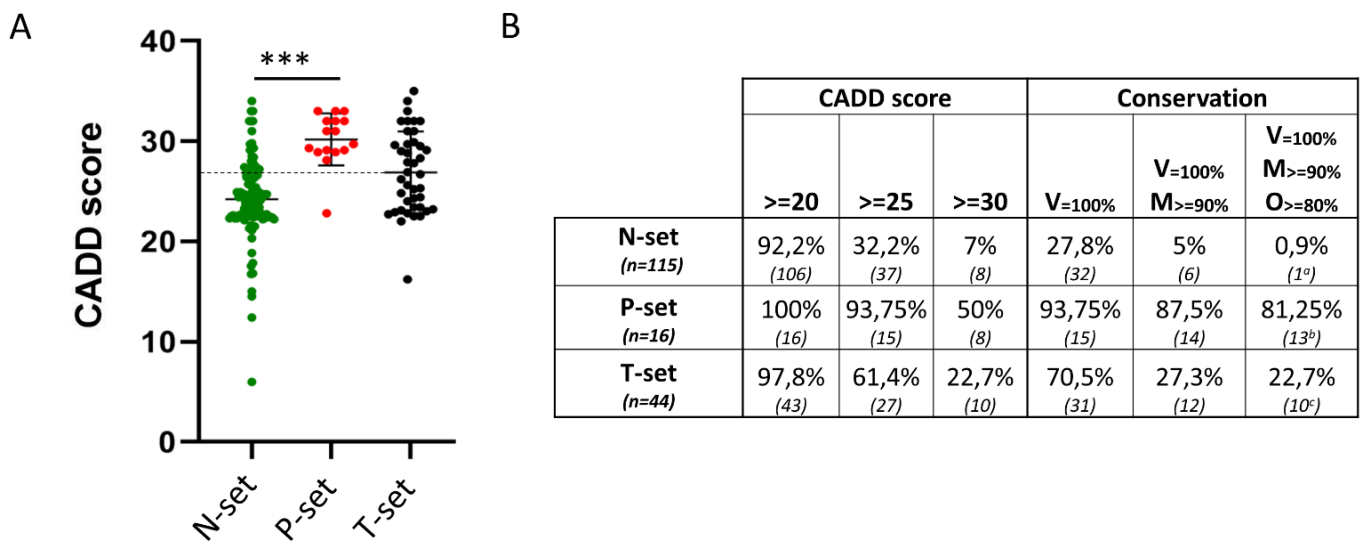 A
CADD score
40
30
20
10
0
***
N-set
P-set
T-set
B
CADD score Conservation
>=20 >=25 >=30 V=100% V=100% M>=90% V=100% M>=90% O>=80%
N-set (n=115) 92,2% (106) 32,2% (37) 7% (8) 27,8% (32) 5% (6) 0,9% (1ᵃ)
P-set (n=16) 100% (16) 93,75% (15) 50% (8) 93,75% (15) 87,5% (14) 81,25% (13ᵇ)
T-set (n=44) 97,8% (43) 61,4% (27) 22,7% (10) 70,5% (31) 27,3% (12) 22,7% (10ᶜ)